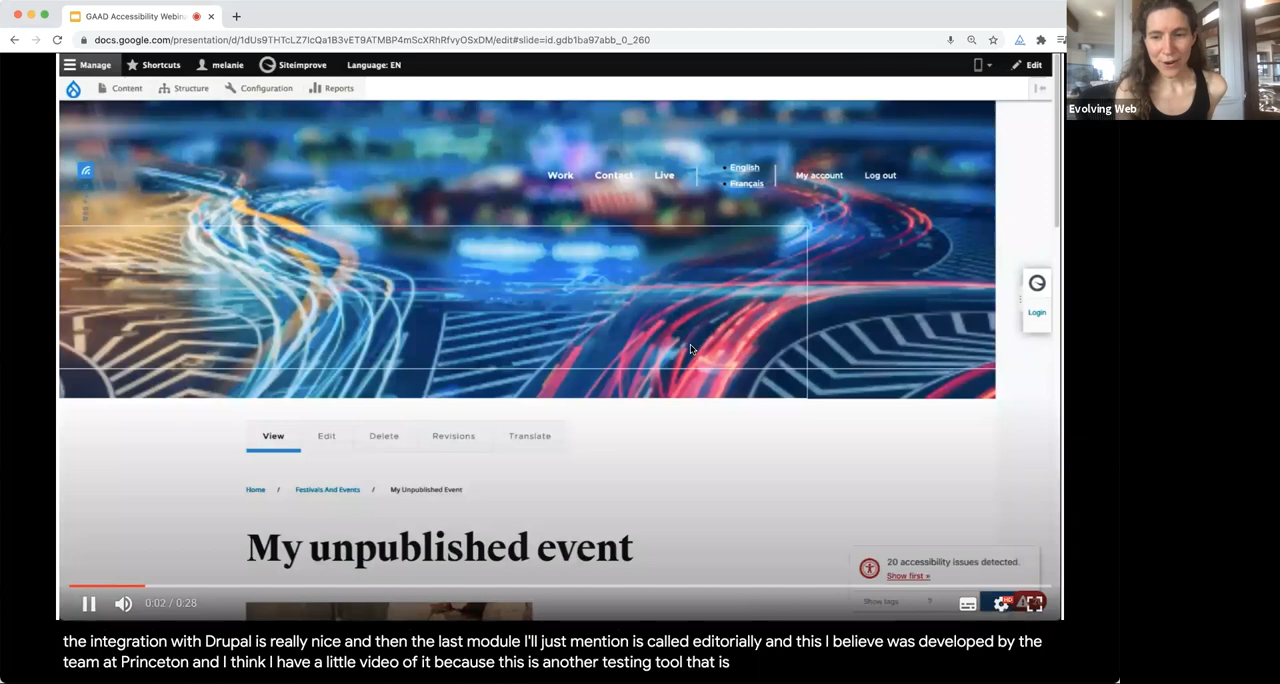 GAAD Accessibility Webin
docs.google.com/presentation/d/1dUs9THTcLZ7lcQa1B3vET9ATMBP4mScXRhRfvyOSxDM/edit#slide=id.gdb1ba97abb_0_260
Manage Shortcuts melanie Siteimprove Language: EN Edit
Content Structure Configuration Reports
Work Contact Live English Français My account Log out
Login
View Edit Delete Revisions Translate
Home / Festivals And Events / My Unpublished Event
My unpublished event
20 accessibility issues detected.
Show first »
Show tags ?
0:02 / 0:28
HD
the integration with Drupal is really nice and then the last module I'll just mention is called editorially and this I believe was developed by the
team at Princeton and I think I have a little video of it because this is another testing tool that is
Evolving Web